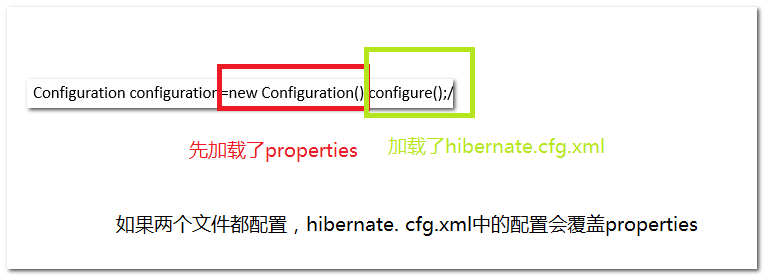 Configuration configuration=new Configuration().configure();/
先加载了properties
加载了hibernate.cfg.xml
如果两个文件都配置，hibernate. cfg.xml中的配置会覆盖properties